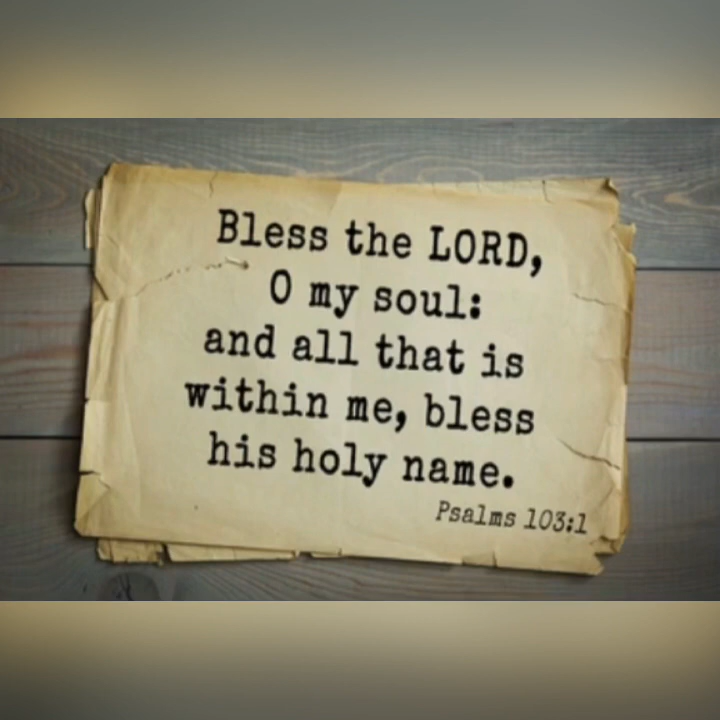 Bless the LORD,
O my soul:
and all that is
within me, bless
his holy name.
Psalms 103:1